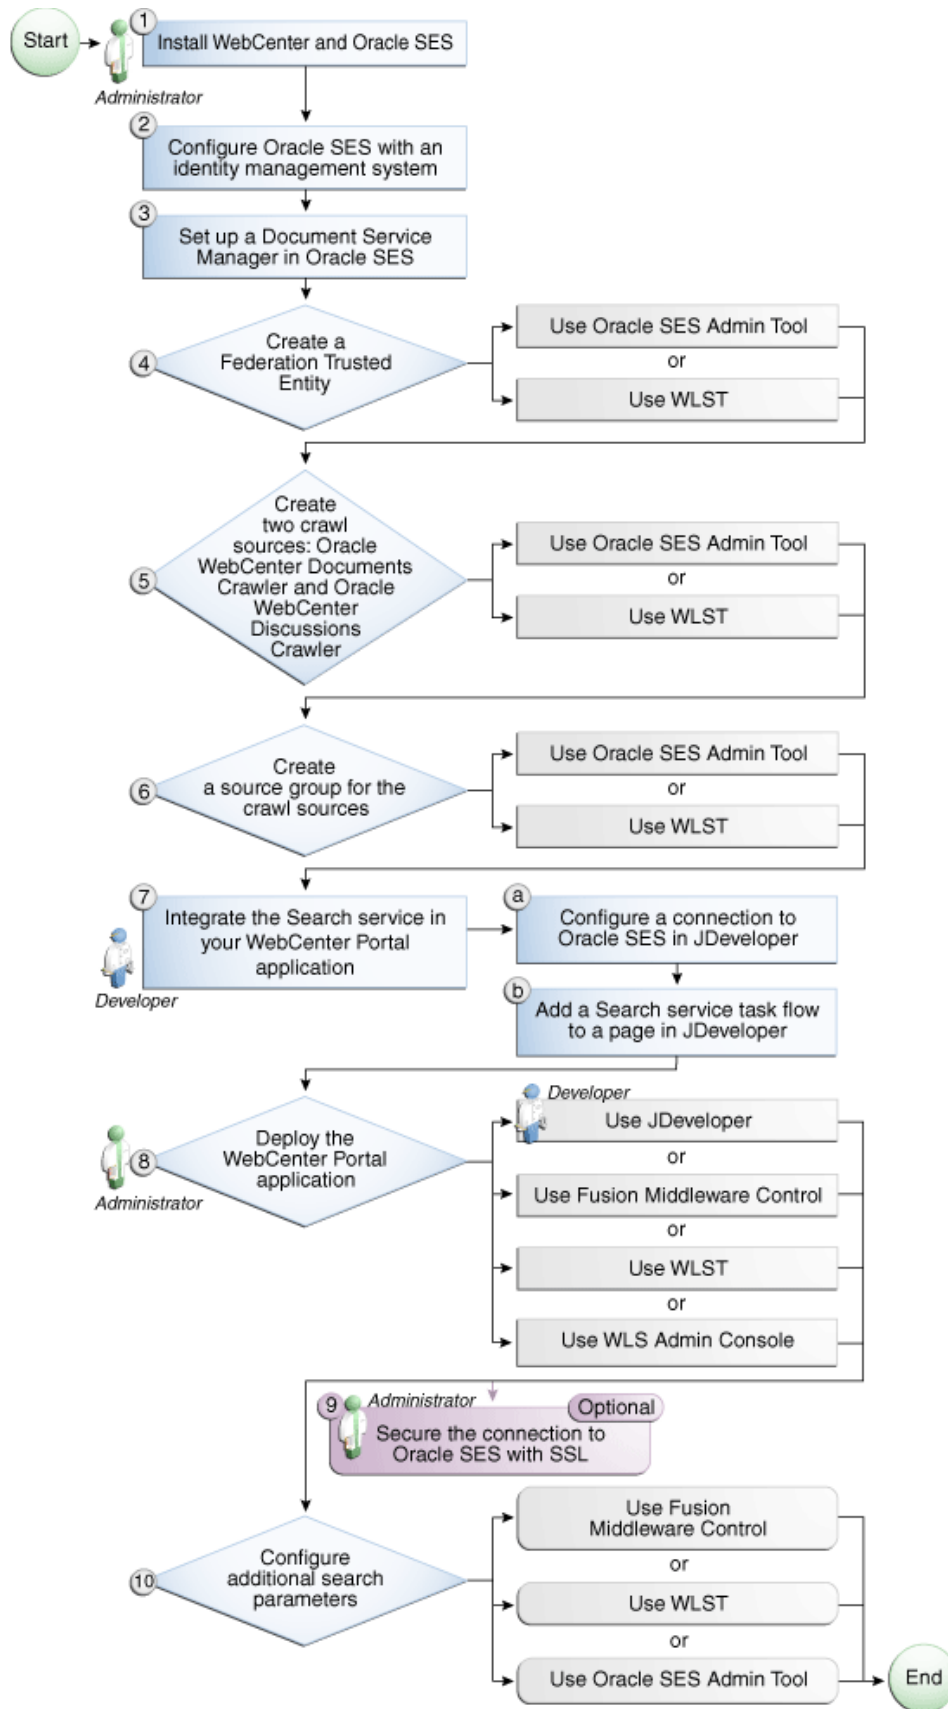 Start
1
Install WebCenter and Oracle SES
Administrator
2
Configure Oracle SES with an
identity management system
3
Set up a Document Service
Manager in Oracle SES
4
Create a
Federation Trusted
Entity
Use Oracle SES Admin Tool
or
Use WLST
5
Create
two crawl
sources: Oracle
WebCenter Documents
Crawler and Oracle
WebCenter
Discussions
Crawler
Use Oracle SES Admin Tool
or
Use WLST
6
Create
a source group for the
crawl sources
Use Oracle SES Admin Tool
or
Use WLST
7
Integrate the Search service in
your WebCenter Portal
application
Developer
a
Configure a connection to
Oracle SES in JDeveloper
b
Add a Search service task flow
to a page in JDeveloper
8
Deploy the
WebCenter Portal
application
Administrator
Developer
Use JDeveloper
or
Use Fusion Middleware Control
or
Use WLST
or
Use WLS Admin Console
9
Administrator
Optional
Secure the connection to
Oracle SES with SSL
10
Configure
additional search
parameters
Use Fusion
Middleware Control
or
Use WLST
or
Use Oracle SES Admin Tool
End